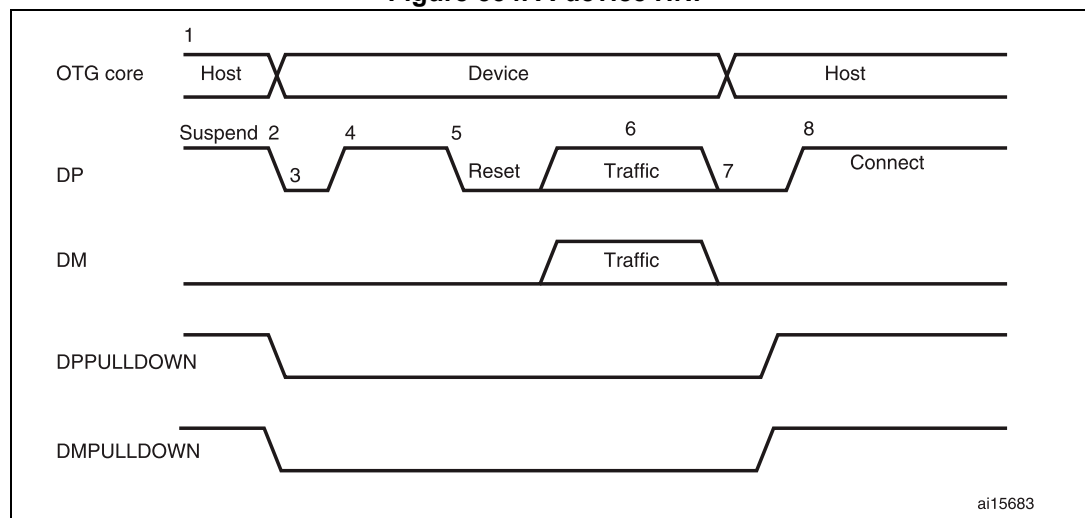 1
OTG core Host Device Host
Suspend 2 4 5 6 8
DP 3 Reset Traffic 7 Connect
DM Traffic
DPPULLDOWN
DMPULLDOWN
ai15683